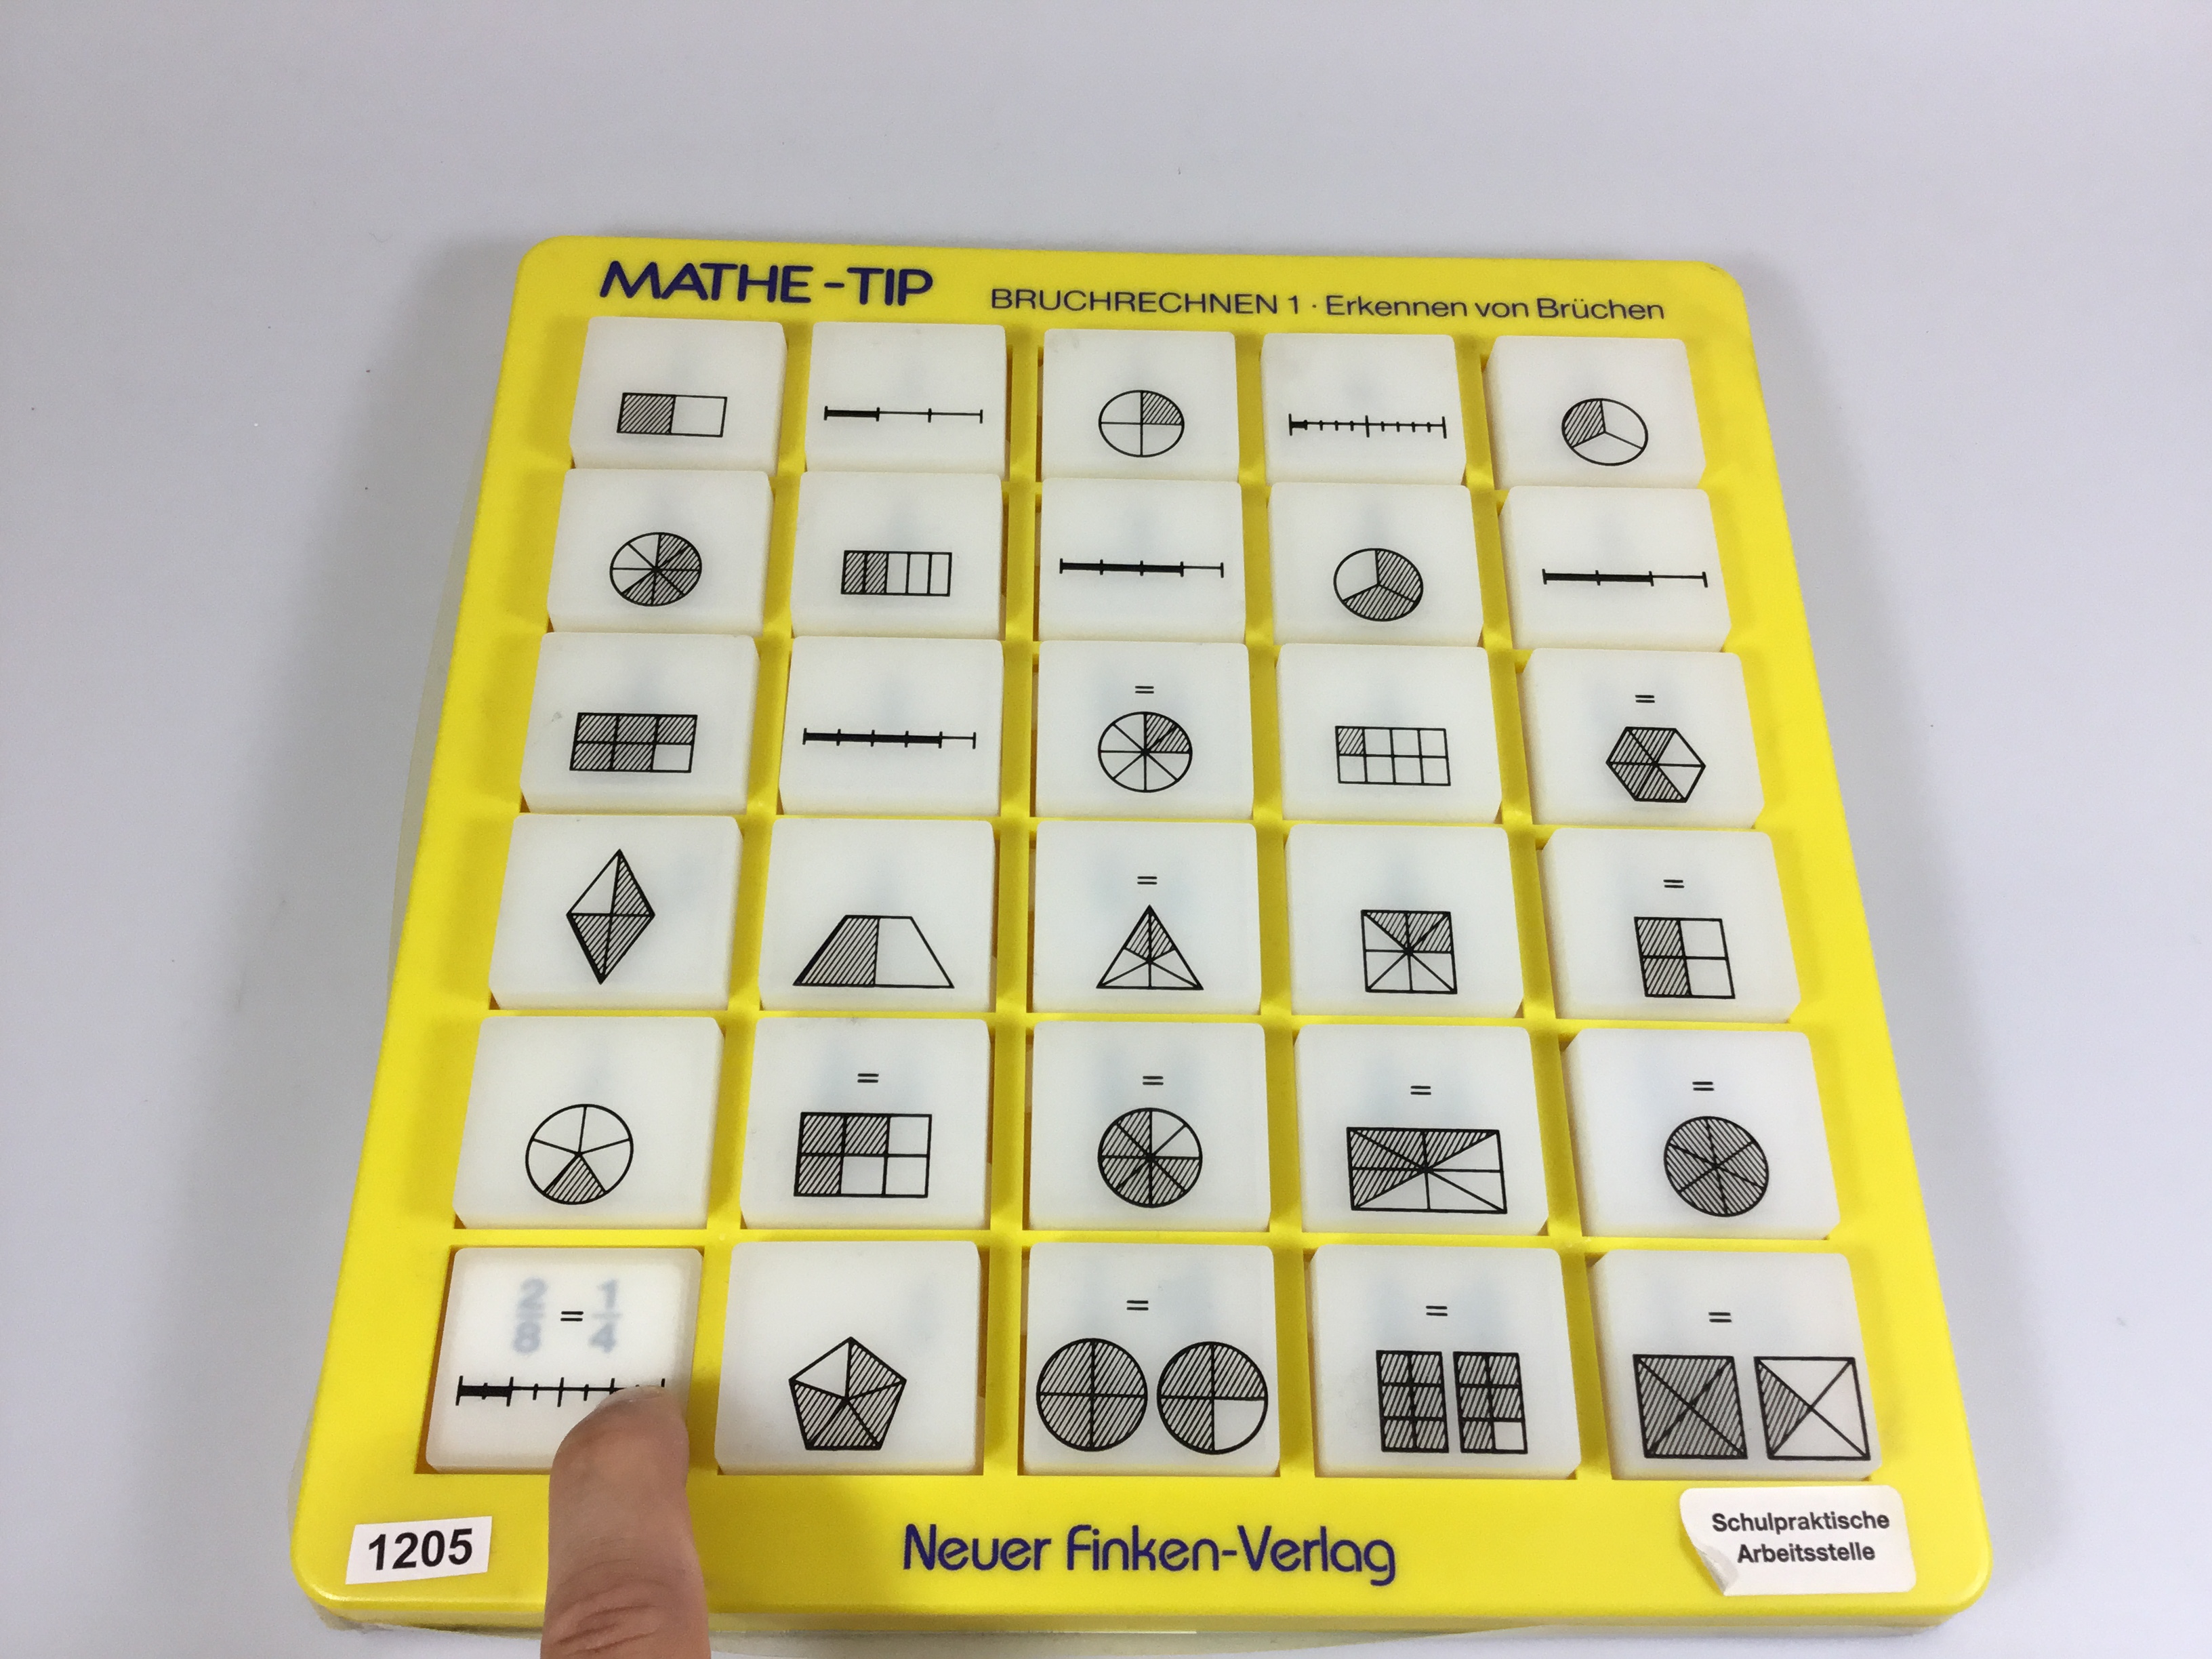 MATHE-TIP
BRUCHRECHNEN 1 · Erkennen von Brüchen
=
=
=
=
=
=
=
=
2/8 = 1/4
=
=
=
1205
Neuer Finken-Verlag
Schulpraktische
Arbeitsstelle